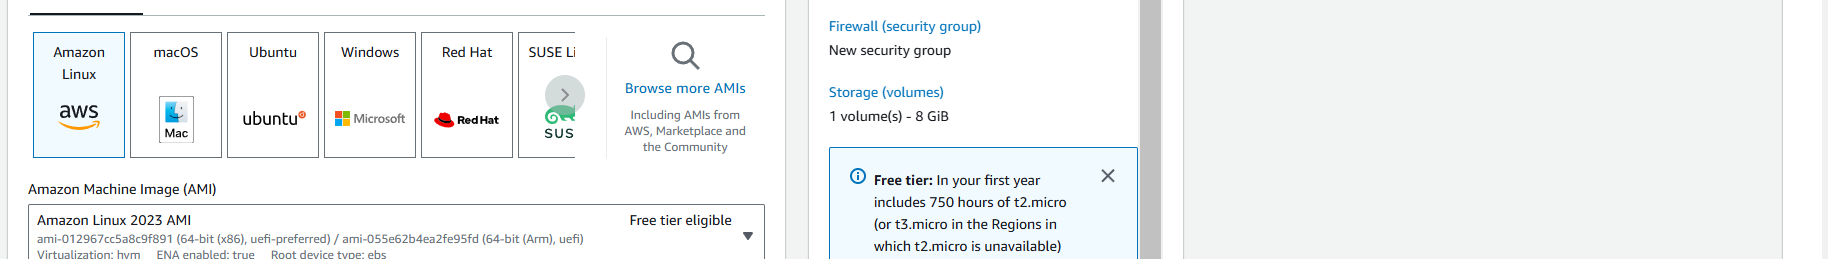 Amazon
Linux
aws
macOS
Mac
Ubuntu
ubuntu
Windows
Microsoft
Red Hat
Red Hat
SUSE Li
SUS
Browse more AMIs
Including AMIs from
AWS, Marketplace and
the Community
Amazon Machine Image (AMI)
Amazon Linux 2023 AMI
Free tier eligible
ami-012967cc5a8c9f891 (64-bit (x86), uefi-preferred) / ami-055e62b4ea2fe95fd (64-bit (Arm), uefi)
Virtualization: hvm ENA enabled: true Root device type: ebs
Firewall (security group)
New security group
Storage (volumes)
1 volume(s) - 8 GiB
Free tier: In your first year
includes 750 hours of t2.micro
(or t3.micro in the Regions in
which t2.micro is unavailable)